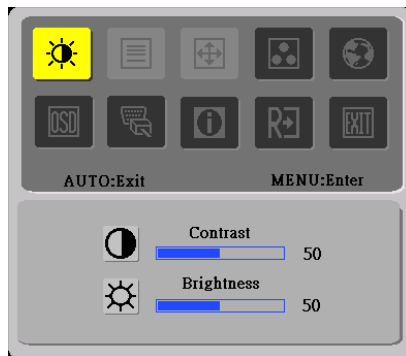 OSD
i
R
EXIT
AUTO:Exit MENU:Enter
Contrast
50
Brightness
50